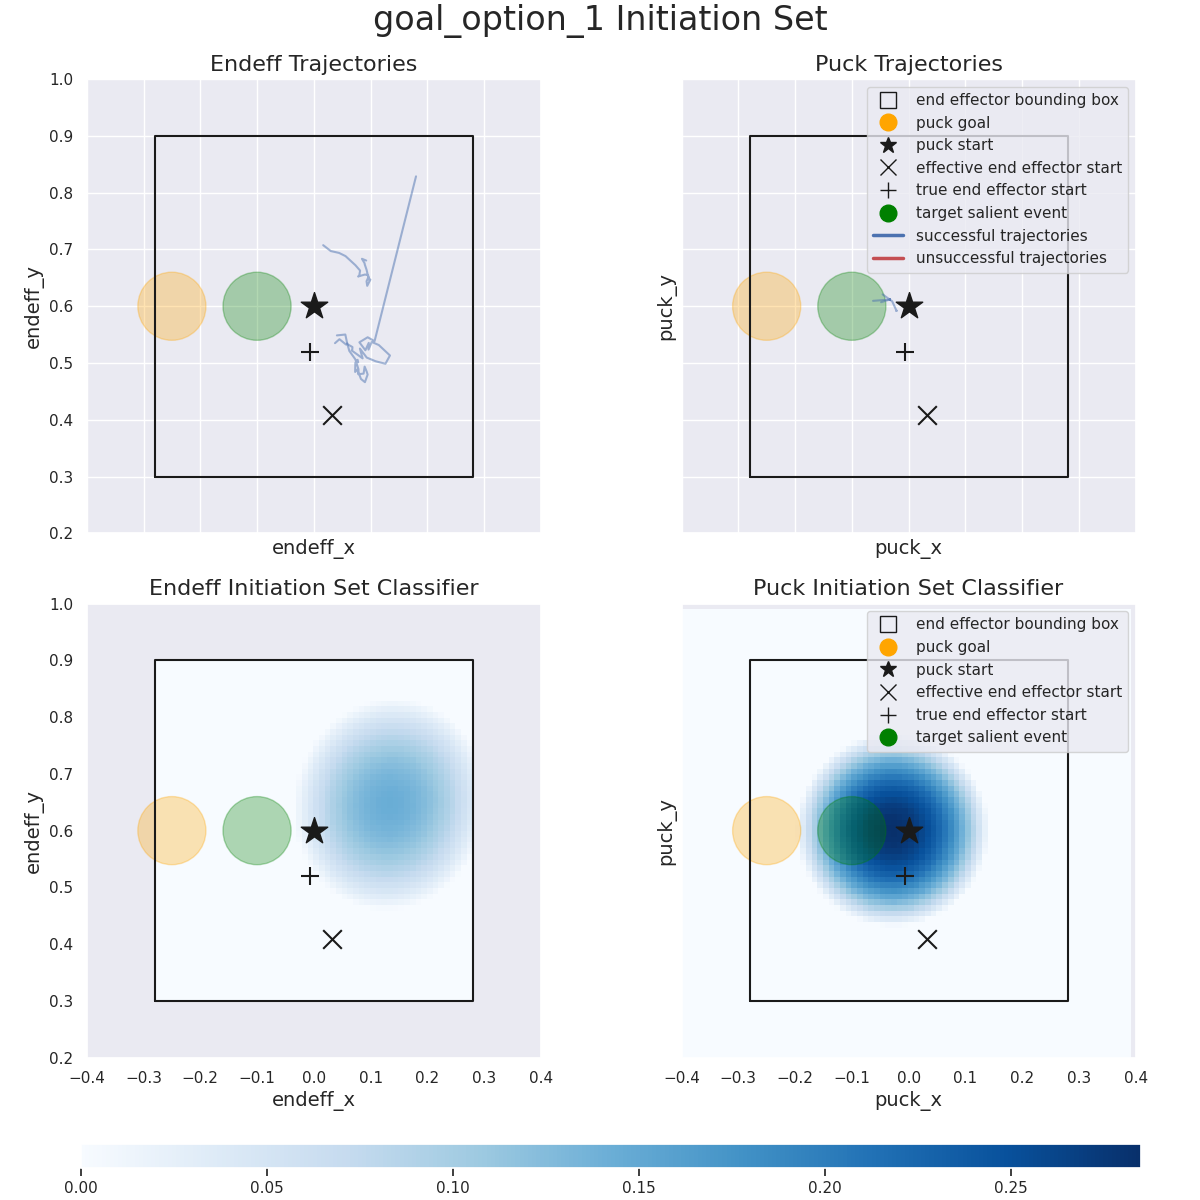 goal_option_1 Initiation Set
Endeff Trajectories
1.0
0.9
0.8
0.7
0.6
0.5
0.4
0.3
0.2
endeff_y
endeff_x
Puck Trajectories
end effector bounding box
puck goal
puck start
effective end effector start
true end effector start
target salient event
successful trajectories
unsuccessful trajectories
puck_y
puck_x
Endeff Initiation Set Classifier
1.0
0.9
0.8
0.7
0.6
0.5
0.4
0.3
0.2
endeff_y
−0.4 −0.3 −0.2 −0.1 0.0 0.1 0.2 0.3 0.4
endeff_x
Puck Initiation Set Classifier
end effector bounding box
puck goal
puck start
effective end effector start
true end effector start
target salient event
puck_y
−0.4 −0.3 −0.2 −0.1 0.0 0.1 0.2 0.3 0.4
puck_x
0.00 0.05 0.10 0.15 0.20 0.25